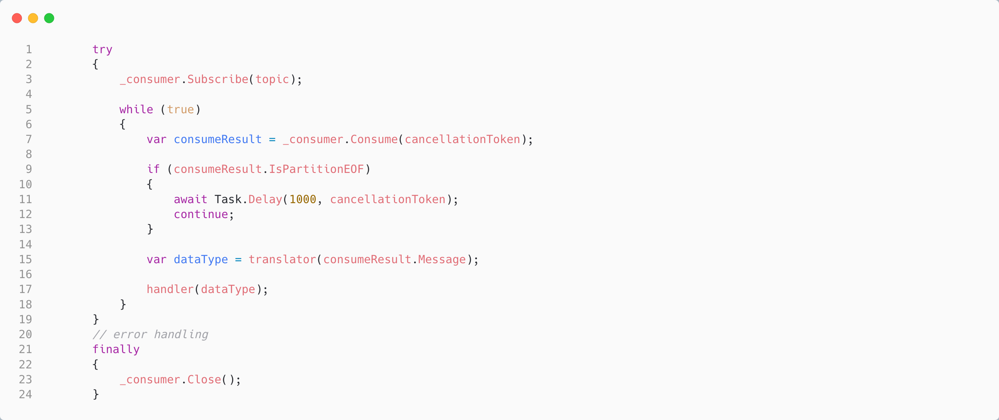 1 try
2 {
3     _consumer.Subscribe(topic);
4
5     while (true)
6     {
7         var consumeResult = _consumer.Consume(cancellationToken);
8
9         if (consumeResult.IsPartitionEOF)
10         {
11             await Task.Delay(1000, cancellationToken);
12             continue;
13         }
14
15         var dataType = translator(consumeResult.Message);
16
17         handler(dataType);
18     }
19 }
20 // error handling
21 finally
22 {
23     _consumer.Close();
24 }